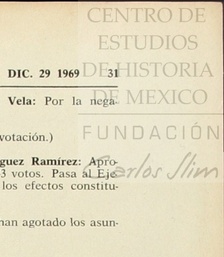 CENTRO DE
ESTUDIOS
DE HISTORIA
DE MEXICO
FUNDACIÓN
Carlos Slim
DIC. 29 1969 31
Vela: Por la nega-
votación.)
guez Ramírez: Apro-
3 votos. Pasa al Eje-
los efectos constitu-
han agotado los asun-